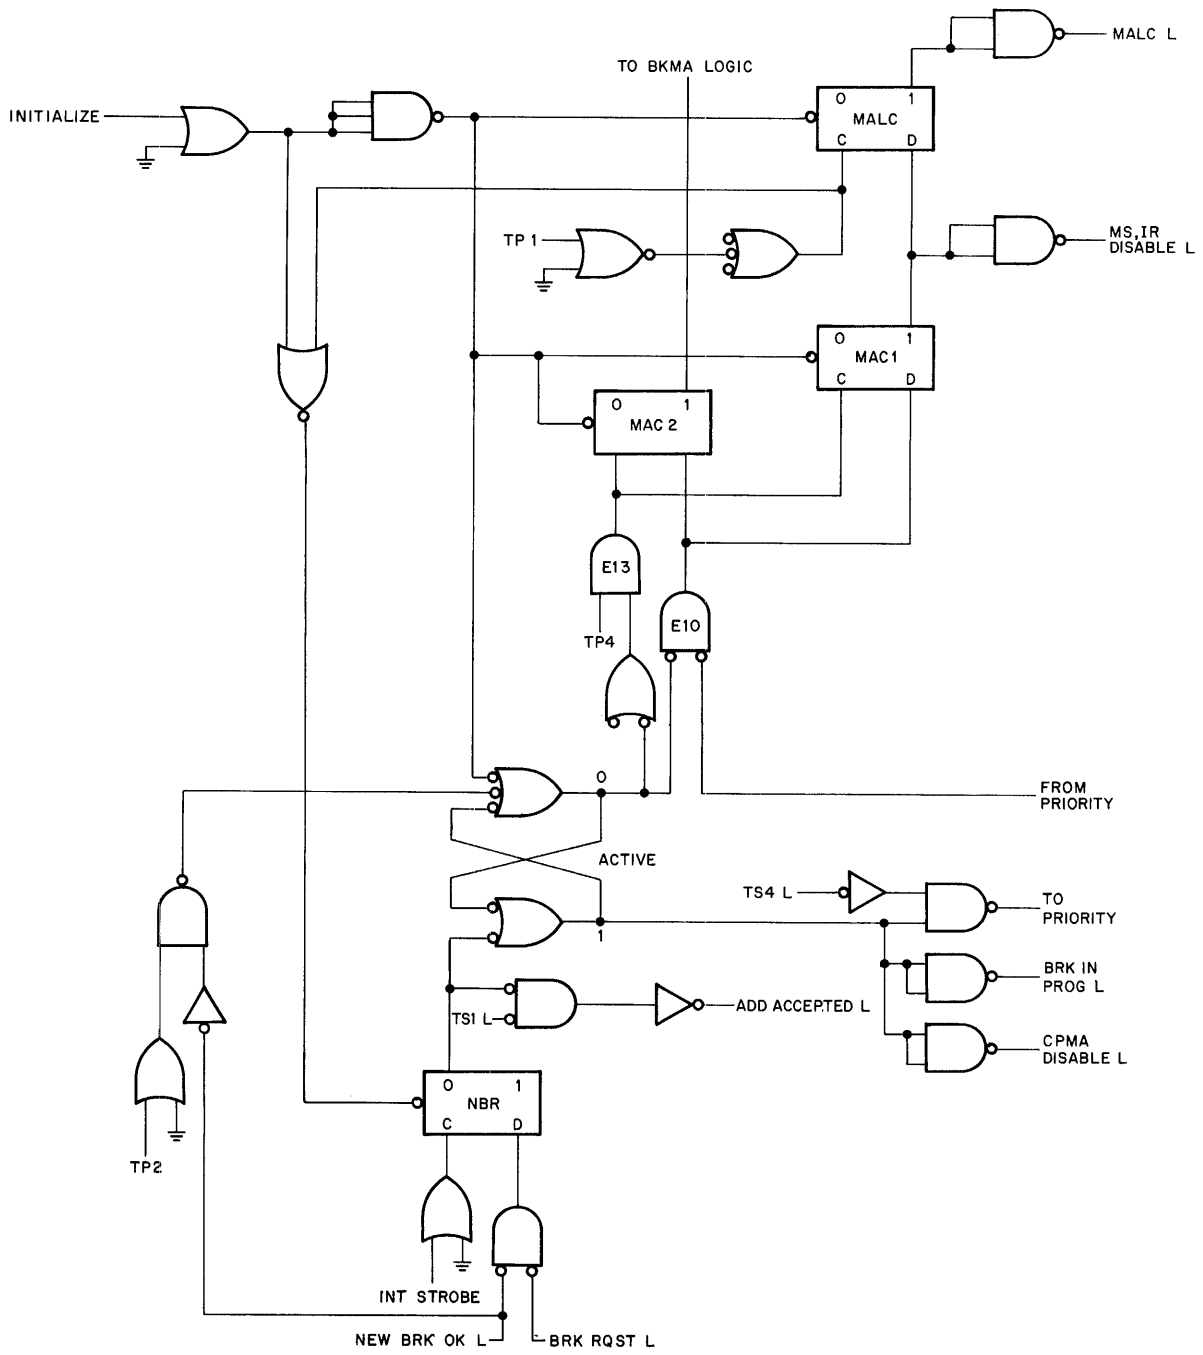 MALC L
TO BKMA LOGIC
INITIALIZE
0 1
MALC
C D
TP 1
MS,IR
DISABLE L
0 1
MAC1
C D
0 1
MAC 2
E13
E10
TP4
0
FROM
PRIORITY
ACTIVE
TS4 L
TO
PRIORITY
1
BRK IN
PROG L
TS1 L
ADD ACCEPTED L
CPMA
DISABLE L
0 1
NBR
C D
TP2
INT STROBE
NEW BRK OK L
BRK RQST L